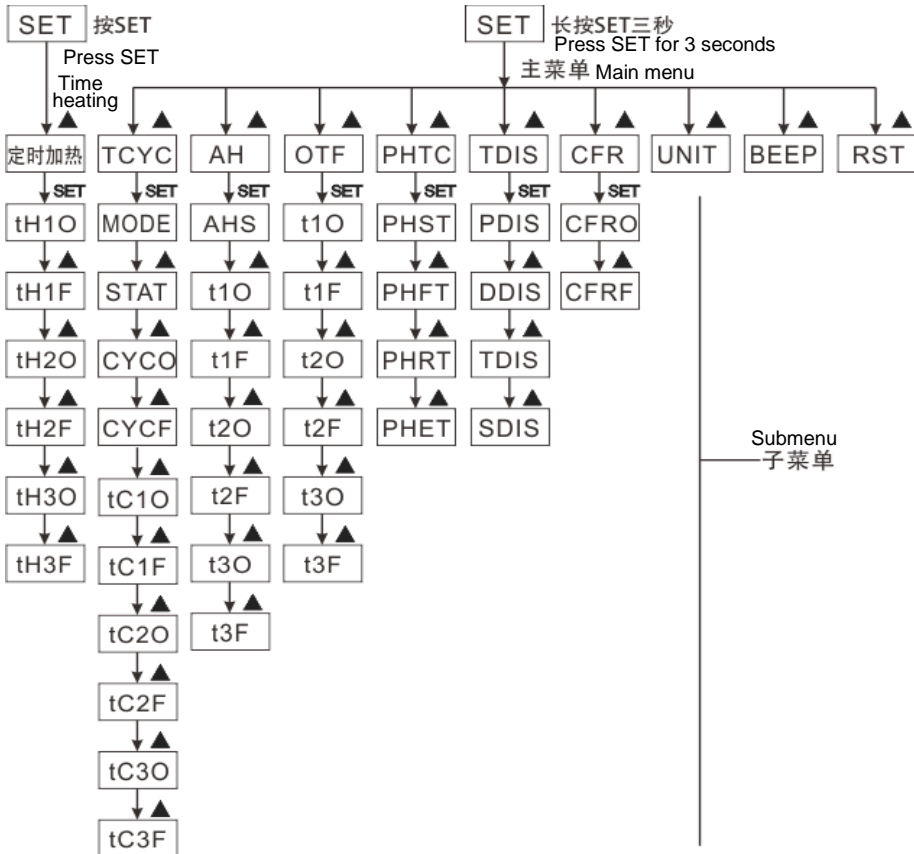 SET 按SET
Press SET
Time
heating
SET 长按SET三秒
Press SET for 3 seconds
主菜单 Main menu
▲ ▲ ▲ ▲ ▲ ▲ ▲ ▲ ▲ ▲
定时加热 TCYC AH OTF PHTC TDIS CFR UNIT BEEP RST
SET SET SET SET SET SET SET
tH1O MODE AHS t1O PHST PDIS CFRO
▲ ▲ ▲ ▲ ▲ ▲ ▲
tH1F STAT t1O t1F PHFT DDIS CFRF
▲ ▲ ▲ ▲ ▲ ▲
tH2O CYCO t1F t2O PHRT TDIS
▲ ▲ ▲ ▲ ▲ ▲
tH2F CYCF t2O t2F PHET SDIS
Submenu
子菜单
▲ ▲ ▲ ▲
tH3O tC1O t2F t3O
▲ ▲ ▲ ▲
tH3F tC1F t3O t3F
▲ ▲
tC2O t3F
▲
tC2F
▲
tC3O
▲
tC3F